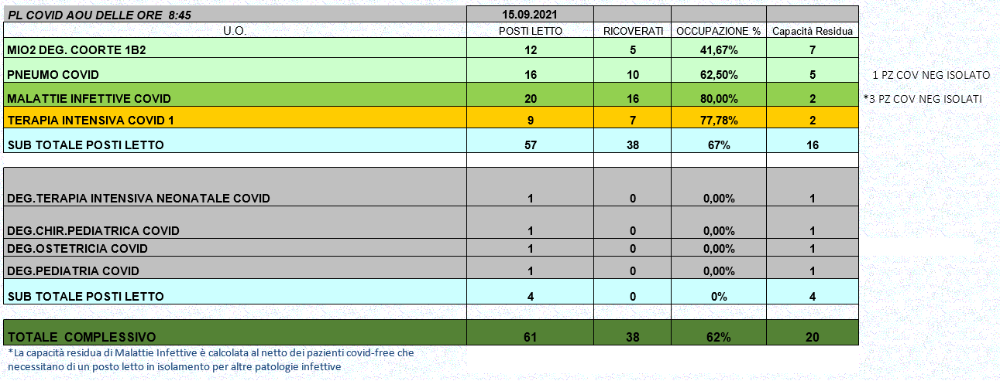 PL COVID AOU DELLE ORE 8:45 15.09.2021
U.O. POSTI LETTO RICOVERATI OCCUPAZIONE % Capacità Residua
MIO2 DEG. COORTE 1B2 12 5 41,67% 7
PNEUMO COVID 16 10 62,50% 5 1 PZ COV NEG ISOLATO
MALATTIE INFETTIVE COVID 20 16 80,00% 2 *3 PZ COV NEG ISOLATI
TERAPIA INTENSIVA COVID 1 9 7 77,78% 2
SUB TOTALE POSTI LETTO 57 38 67% 16
DEG.TERAPIA INTENSIVA NEONATALE COVID 1 0 0,00% 1
DEG.CHIR.PEDIATRICA COVID 1 0 0,00% 1
DEG.OSTETRICIA COVID 1 0 0,00% 1
DEG.PEDIATRIA COVID 1 0 0,00% 1
SUB TOTALE POSTI LETTO 4 0 0% 4
TOTALE COMPLESSIVO 61 38 62% 20
*La capacità residua di Malattie Infettive è calcolata al netto dei pazienti covid-free che
necessitano di un posto letto in isolamento per altre patologie infettive